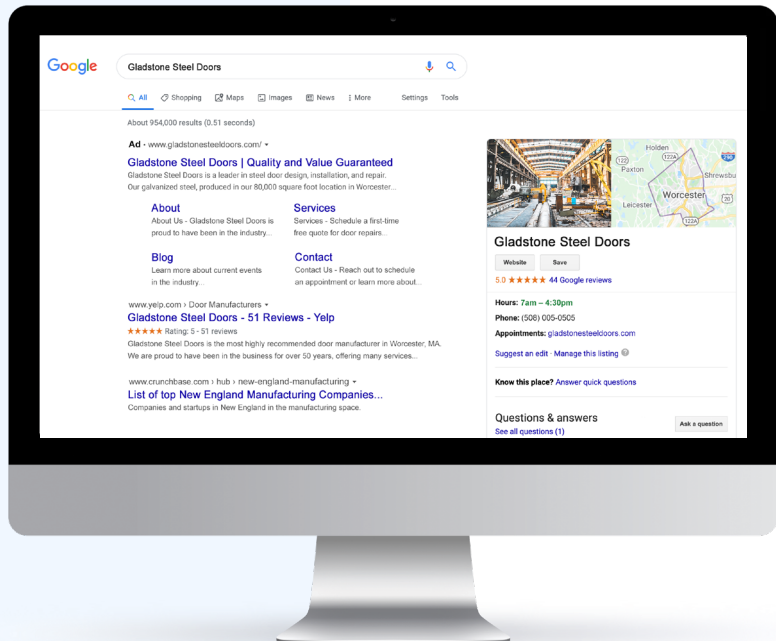 Google
Gladstone Steel Doors
All Shopping Maps Images News More Settings Tools
About 954,000 results (0.51 seconds)
Ad · www.gladstonesteeldoors.com/
Gladstone Steel Doors | Quality and Value Guaranteed
Gladstone Steel Doors is a leader in steel door design, installation, and repair.
Our galvanized steel, produced in our 80,000 square foot location in Worcester...
About
About Us - Gladstone Steel Doors is
proud to have been in the industry...
Services
Services - Schedule a first-time
free quote for door repairs...
Blog
Learn more about current events
in the industry...
Contact
Contact Us - Reach out to schedule
an appointment or learn more about...
www.yelp.com › Door Manufacturers
Gladstone Steel Doors - 51 Reviews - Yelp
★★★★★ Rating: 5 - 51 reviews
Gladstone Steel Doors is the most highly recommended door manufacturer in Worcester, MA.
We are proud to have been in the business for over 50 years, offering many services...
www.crunchbase.com › hub › new-england-manufacturing
List of top New England Manufacturing Companies...
Companies and startups in New England in the manufacturing space.
Holden
122 122A 290
Paxton
Shrewsbu
Worcester 20
Leicester
122A
Gladstone Steel Doors
Website Save
5.0 ★★★★★ 44 Google reviews
Hours: 7am – 4:30pm
Phone: (508) 005-0505
Appointments: gladstonesteeldoors.com
Suggest an edit · Manage this listing ?
Know this place? Answer quick questions
Questions & answers
See all questions (1)
Ask a question